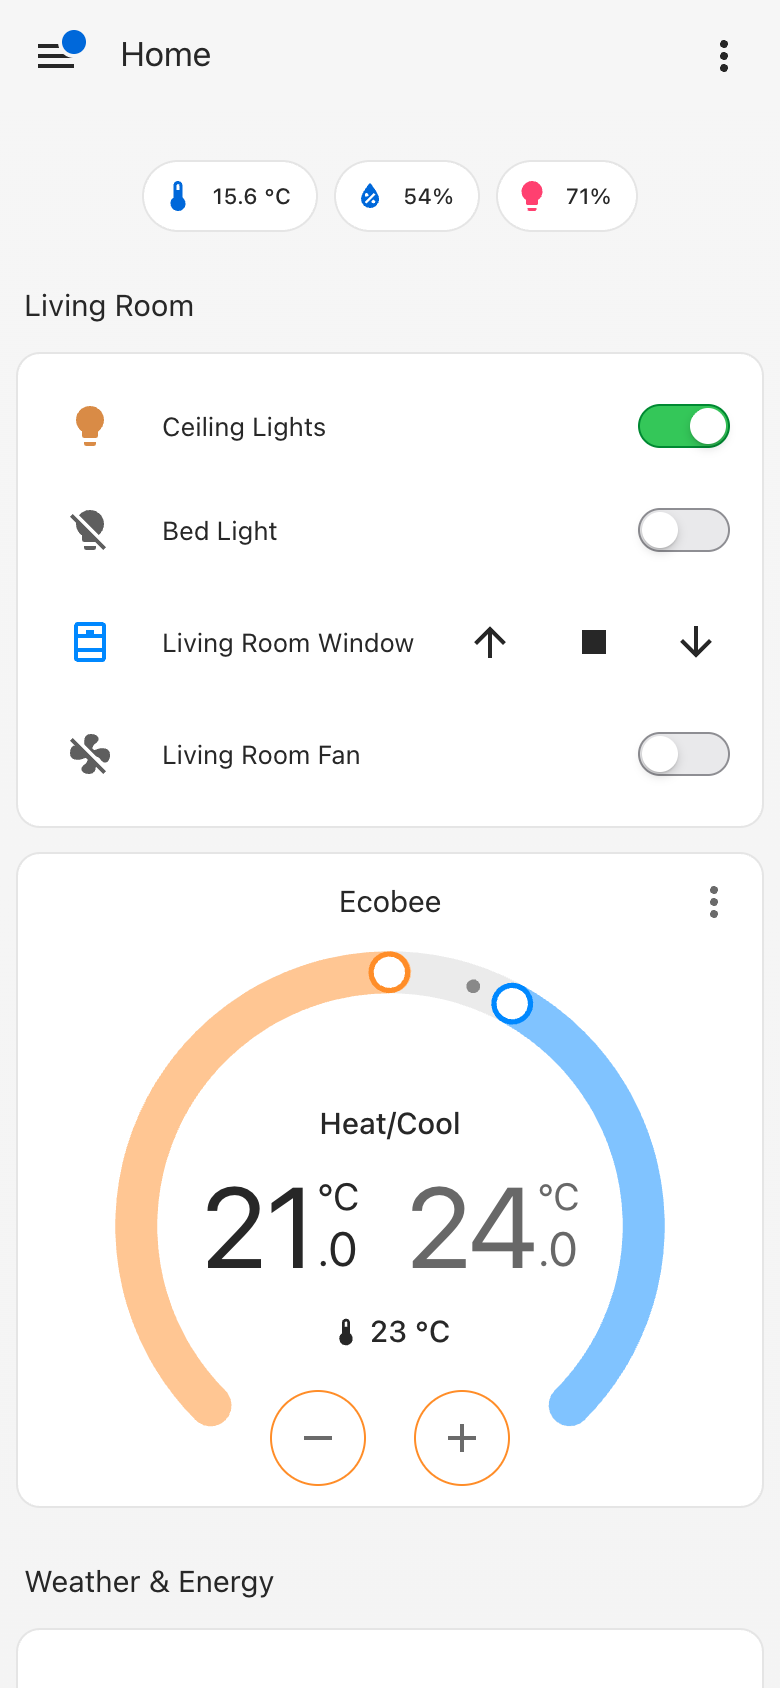 Home
15.6 °C 54% 71%
Living Room
Ceiling Lights
Bed Light
Living Room Window
Living Room Fan
Ecobee
Heat/Cool
21.0 °C 24.0 °C
23 °C
Weather & Energy